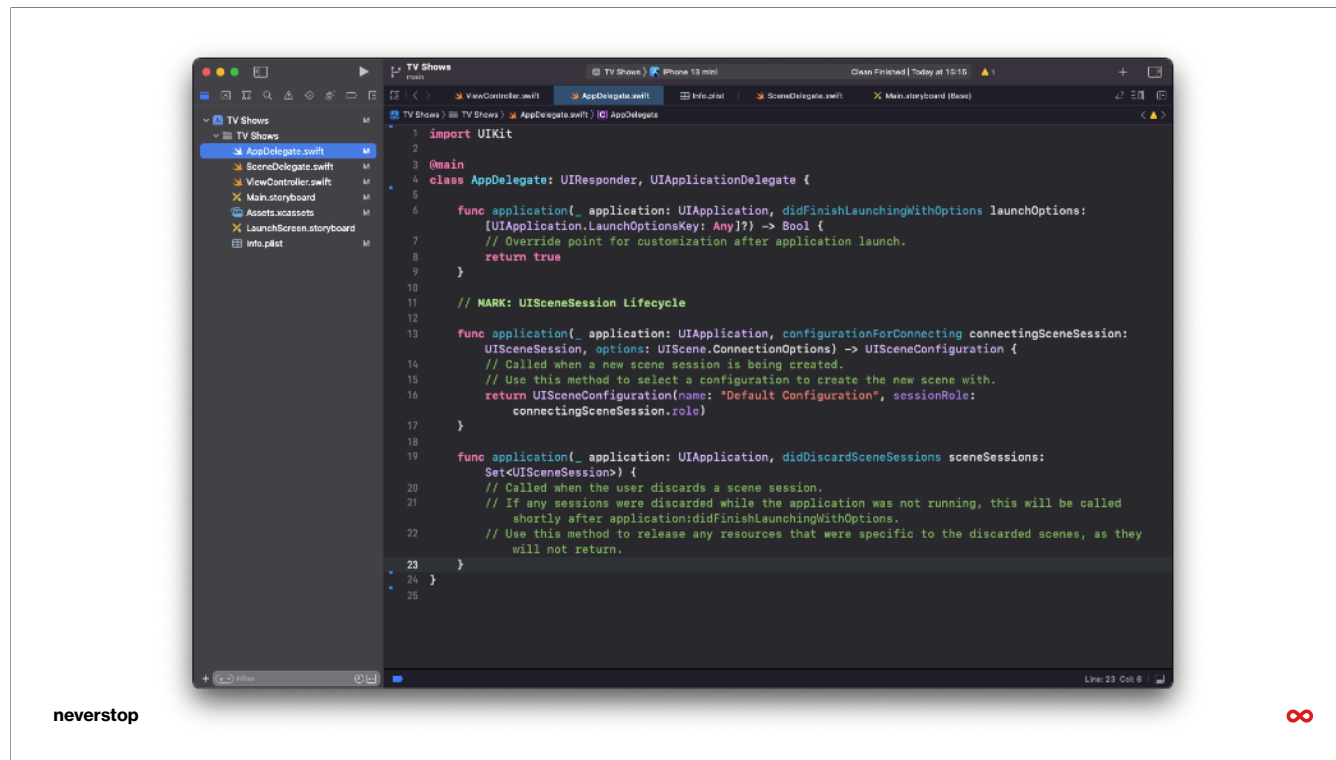 TV Shows
main
TV Shows 〉 iPhone 13 mini
Clean Finished | Today at 15:15
1
ViewController.swift
AppDelegate.swift
Info.plist
SceneDelegate.swift
Main.storyboard (Base)
TV Shows 〉 TV Shows 〉 AppDelegate.swift 〉 C AppDelegate
TV Shows M
TV Shows
AppDelegate.swift M
SceneDelegate.swift M
ViewController.swift M
Main.storyboard M
Assets.xcassets M
LaunchScreen.storyboard
Info.plist M
1 import UIKit
2
3 @main
4 class AppDelegate: UIResponder, UIApplicationDelegate {
5
6 func application(_ application: UIApplication, didFinishLaunchingWithOptions launchOptions:
[UIApplication.LaunchOptionsKey: Any]?) -> Bool {
7 // Override point for customization after application launch.
8 return true
9 }
10
11 // MARK: UISceneSession Lifecycle
12
13 func application(_ application: UIApplication, configurationForConnecting connectingSceneSession:
UISceneSession, options: UIScene.ConnectionOptions) -> UISceneConfiguration {
14 // Called when a new scene session is being created.
15 // Use this method to select a configuration to create the new scene with.
16 return UISceneConfiguration(name: "Default Configuration", sessionRole:
connectingSceneSession.role)
17 }
18
19 func application(_ application: UIApplication, didDiscardSceneSessions sceneSessions:
Set<UISceneSession>) {
20 // Called when the user discards a scene session.
21 // If any sessions were discarded while the application was not running, this will be called
shortly after application:didFinishLaunchingWithOptions.
22 // Use this method to release any resources that were specific to the discarded scenes, as they
will not return.
23 }
24 }
25
Filter
Line: 23 Col: 6
neverstop